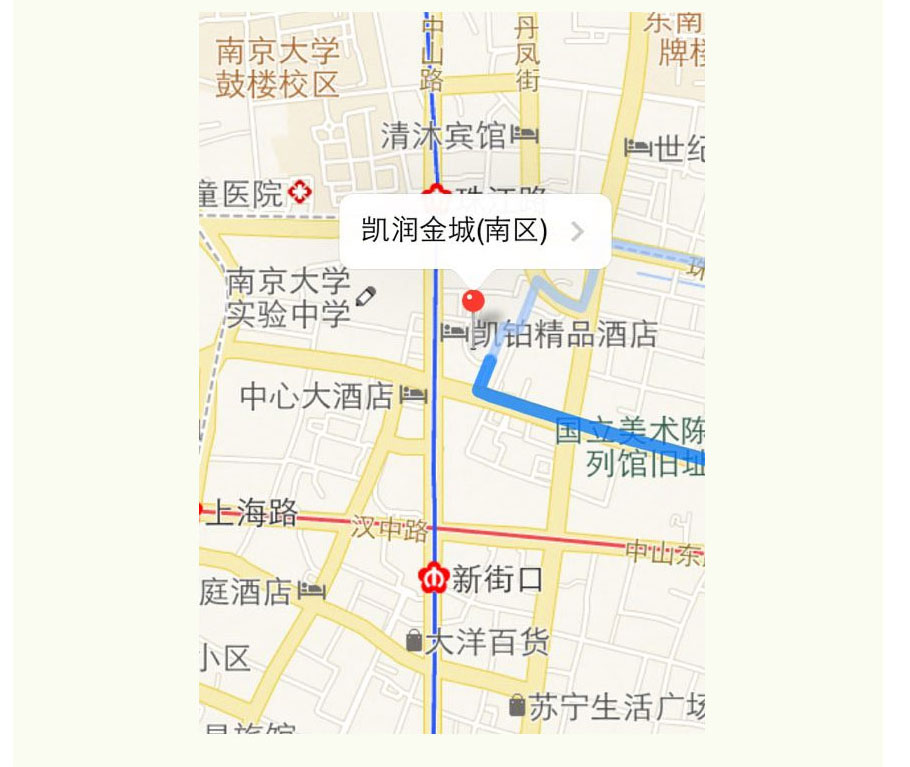 中山路
丹凤街
东南
牌楼
南京大学
鼓楼校区
清沐宾馆
世纪
童医院
珠江路
凯润金城(南区)
珠
南京大学
实验中学
凯铂精品酒店
中心大酒店
国立美术陈
列馆旧址
上海路
汉中路
中山东
新街口
庭酒店
大洋百货
小区
苏宁生活广场